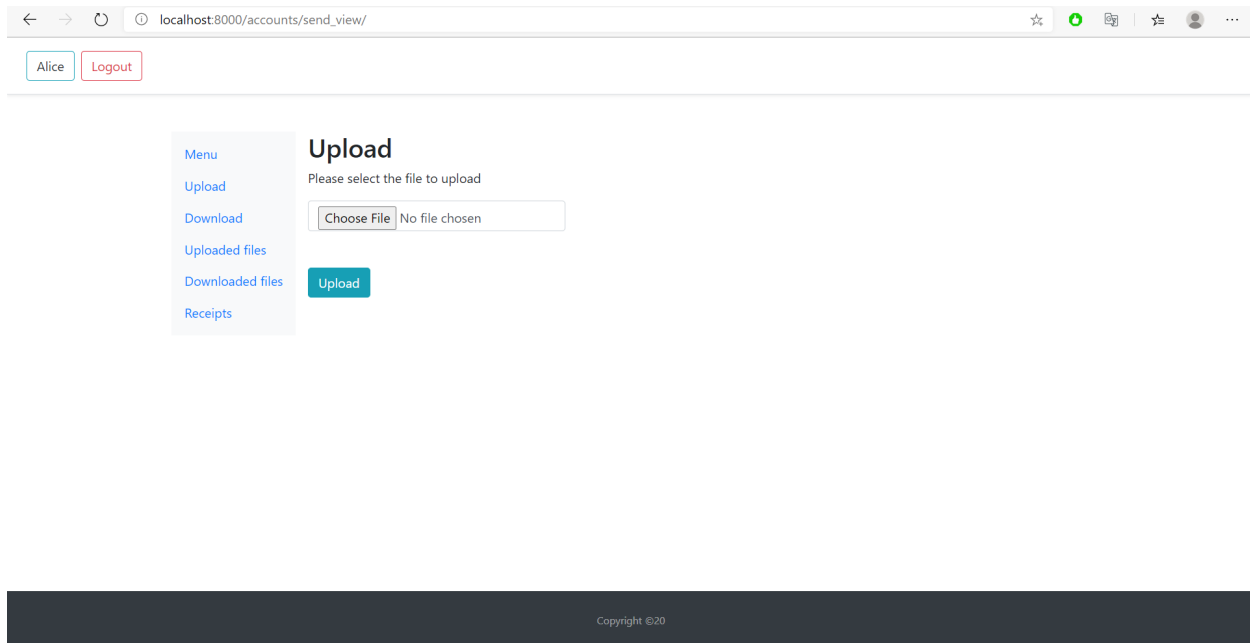 localhost:8000/accounts/send_view/
Alice Logout
Menu
Upload
Download
Uploaded files
Downloaded files
Receipts
Upload
Please select the file to upload
Choose File No file chosen
Upload
Copyright ©20